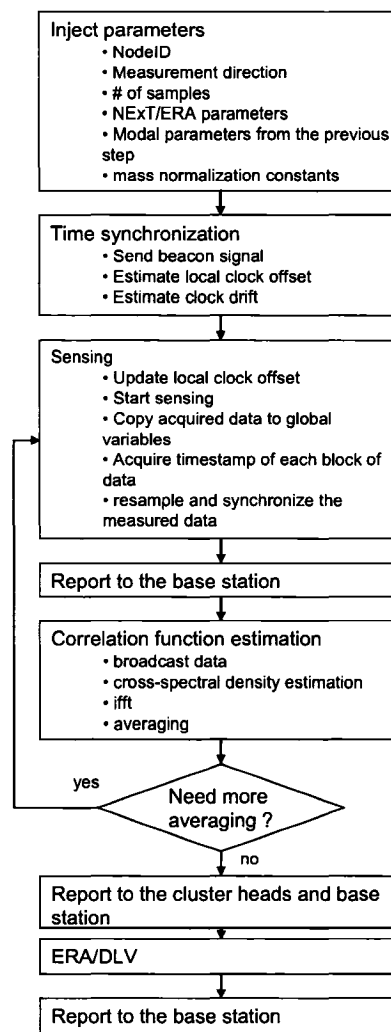 Inject parameters
• NodeID
• Measurement direction
• # of samples
• NExT/ERA parameters
• Modal parameters from the previous
step
• mass normalization constants
Time synchronization
• Send beacon signal
• Estimate local clock offset
• Estimate clock drift
Sensing
• Update local clock offset
• Start sensing
• Copy acquired data to global
variables
• Acquire timestamp of each block of
data
• resample and synchronize the
measured data
Report to the base station
Correlation function estimation
• broadcast data
• cross-spectral density estimation
• ifft
• averaging
yes
Need more
averaging ?
no
Report to the cluster heads and base
station
ERA/DLV
Report to the base station